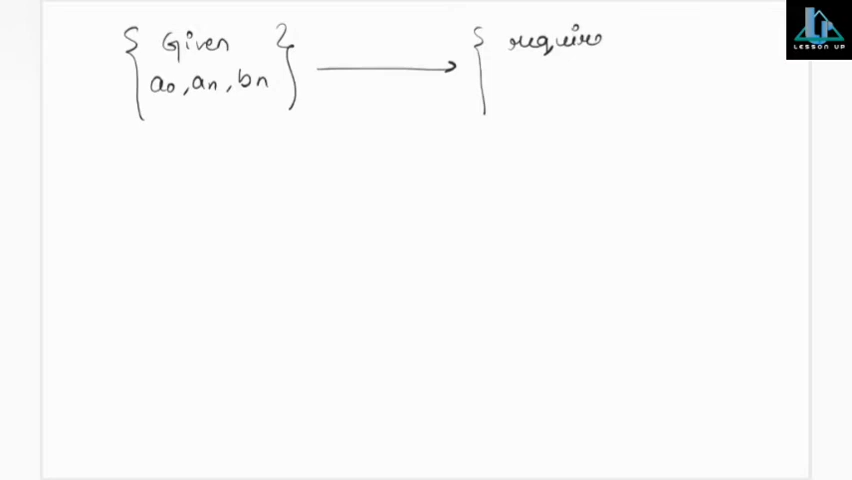 Given
a0, an, bn
require
LESSON UP